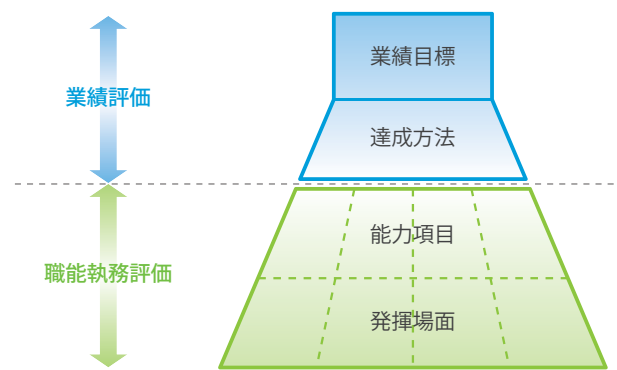 業績目標
業績評価
達成方法
能力項目
職能執務評価
発揮場面